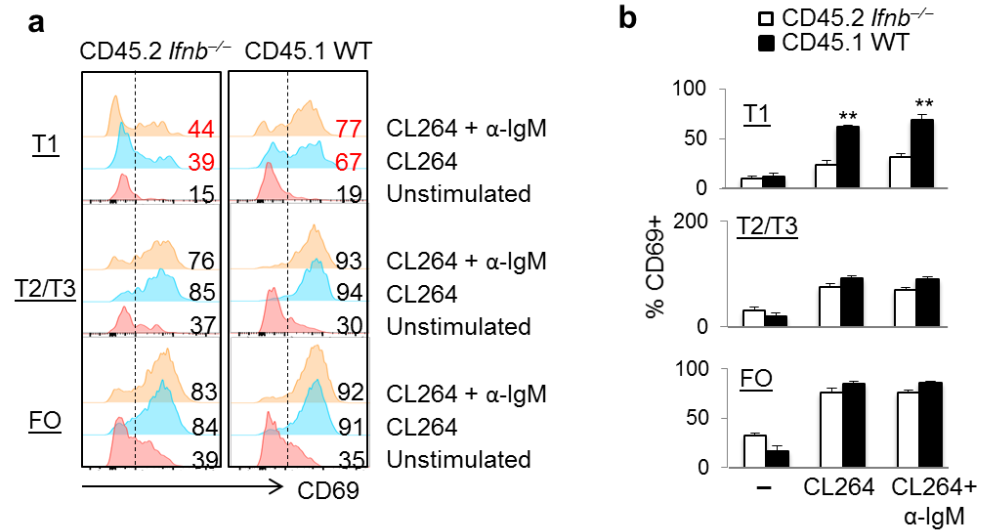 a
CD45.2 Ifnb–/– CD45.1 WT
T1
44 77 CL264 + α-IgM
39 67 CL264
15 19 Unstimulated
T2/T3
76 93 CL264 + α-IgM
85 94 CL264
37 30 Unstimulated
FO
83 92 CL264 + α-IgM
84 91 CL264
39 35 Unstimulated
CD69
b
CD45.2 Ifnb–/–
CD45.1 WT
% CD69+
100
50
0
T1
**
**
200
100
0
T2/T3
100
50
0
FO
– CL264 CL264+
α-IgM